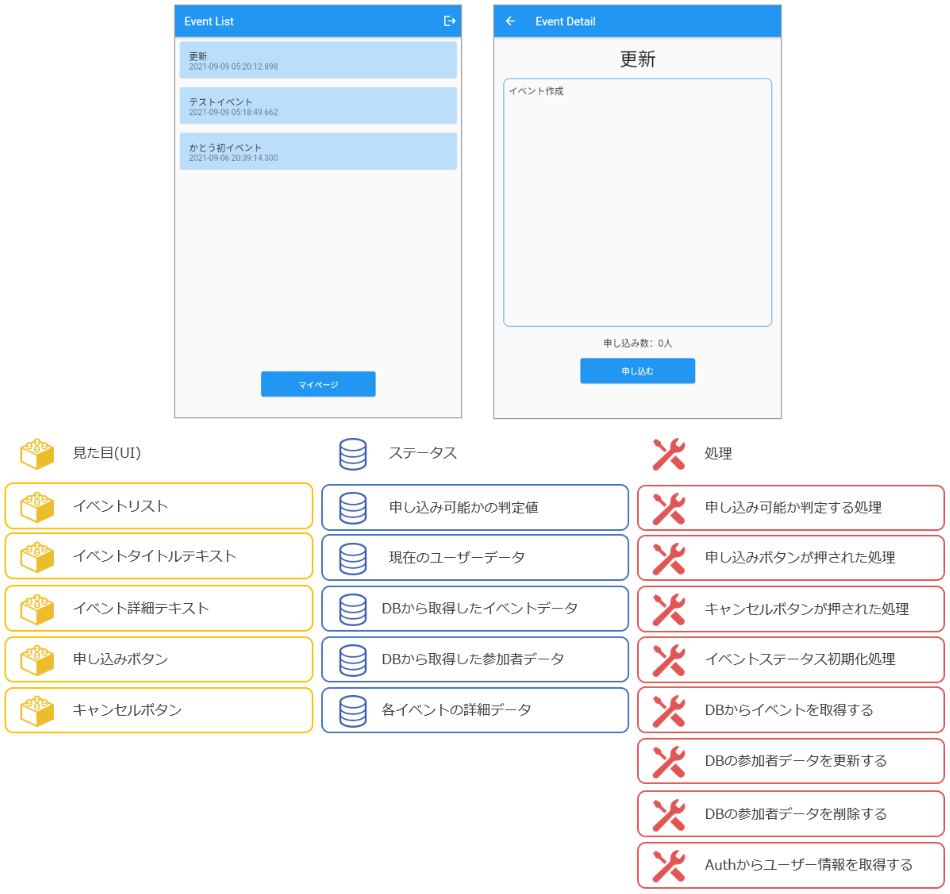 Event List
更新
2021-09-09 05:20:12.898
テストイベント
2021-09-09 05:18:49.662
かとう初イベント
2021-09-06 20:39:14.300
マイページ
Event Detail
更新
イベント作成
申し込み数: 0人
申し込む
見た目(UI)
イベントリスト
イベントタイトルテキスト
イベント詳細テキスト
申し込みボタン
キャンセルボタン
ステータス
申し込み可能かの判定値
現在のユーザーデータ
DBから取得したイベントデータ
DBから取得した参加者データ
各イベントの詳細データ
処理
申し込み可能か判定する処理
申し込みボタンが押された処理
キャンセルボタンが押された処理
イベントステータス初期化処理
DBからイベントを取得する
DBの参加者データを更新する
DBの参加者データを削除する
Authからユーザー情報を取得する